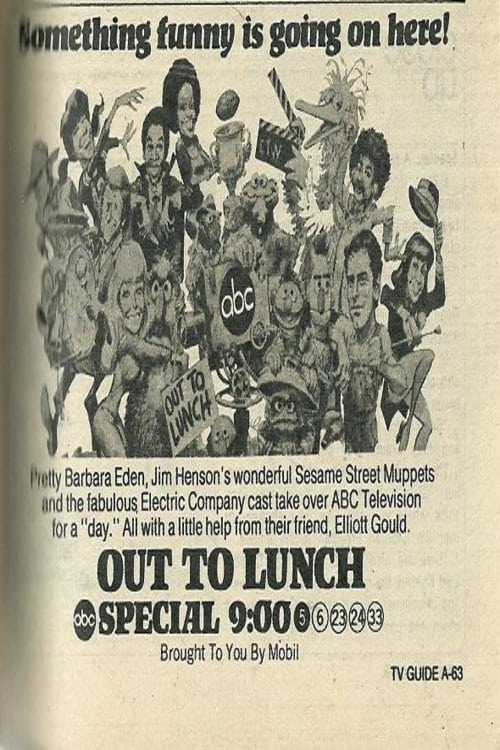 Something funny is going on here!
abc
OUT TO
LUNCH
Pretty Barbara Eden, Jim Henson's wonderful Sesame Street Muppets
and the fabulous Electric Company cast take over ABC Television
for a "day." All with a little help from their friend, Elliott Gould.
OUT TO LUNCH
abc SPECIAL 9:00 5 6 23 24 33
Brought To You By Mobil
TV GUIDE A-63